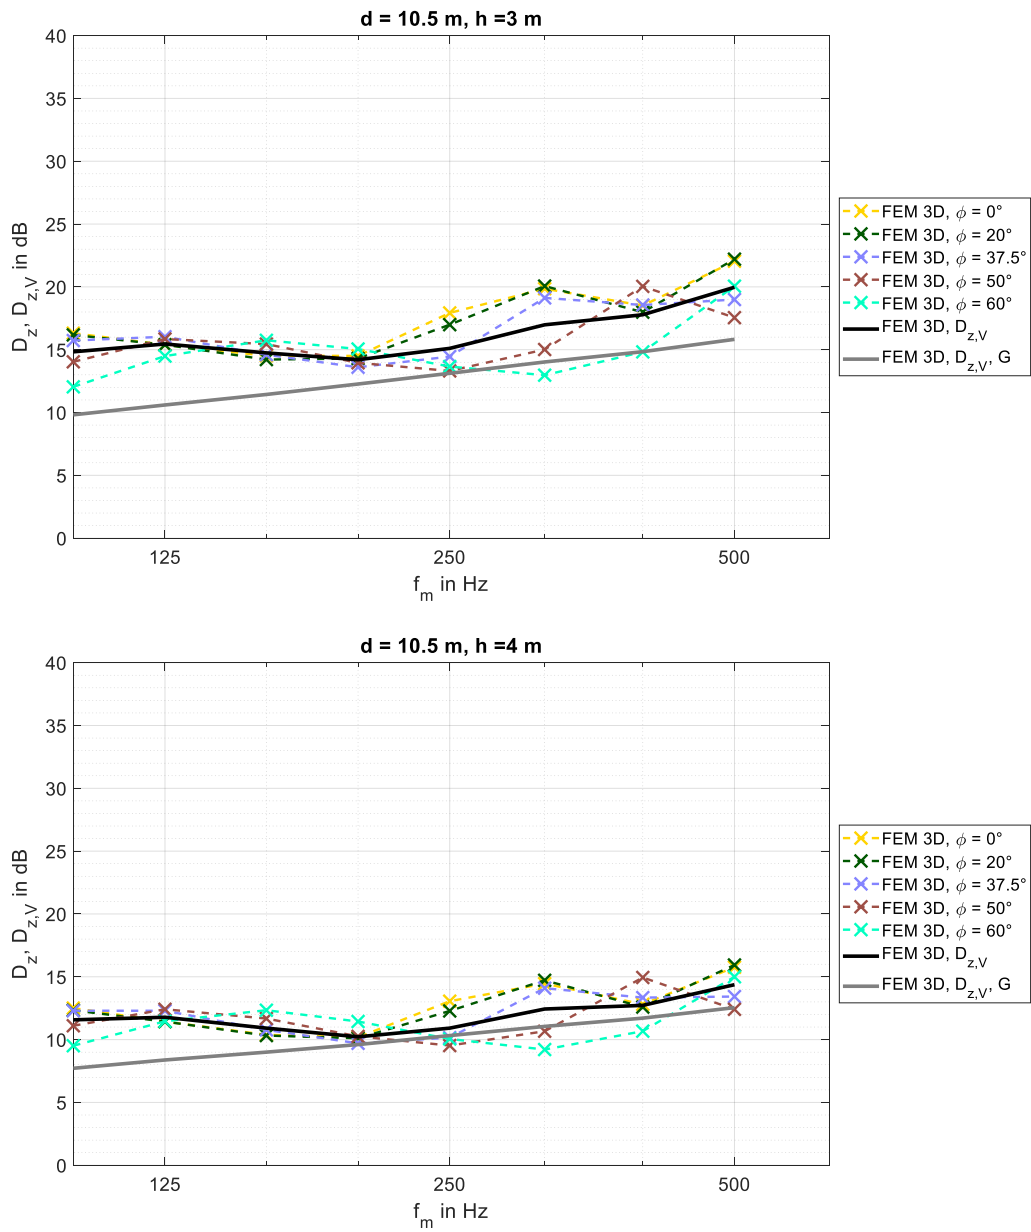 d = 10.5 m, h =3 m
40
35
30
25
20
15
10
5
0
D_z, D_z,V in dB
125
250
500
f_m in Hz
FEM 3D, ϕ = 0°
FEM 3D, ϕ = 20°
FEM 3D, ϕ = 37.5°
FEM 3D, ϕ = 50°
FEM 3D, ϕ = 60°
FEM 3D, D_z,V
FEM 3D, D_z,V, G
d = 10.5 m, h =4 m
40
35
30
25
20
15
10
5
0
D_z, D_z,V in dB
125
250
500
f_m in Hz
FEM 3D, ϕ = 0°
FEM 3D, ϕ = 20°
FEM 3D, ϕ = 37.5°
FEM 3D, ϕ = 50°
FEM 3D, ϕ = 60°
FEM 3D, D_z,V
FEM 3D, D_z,V, G